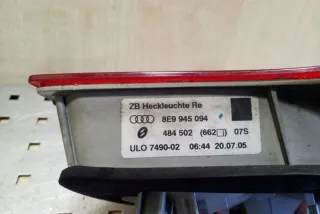 ZB Heckleuchte Re
8E9 945 094
484 502 (662□) 07S
ULO 7490-02 06:44 20.07.05